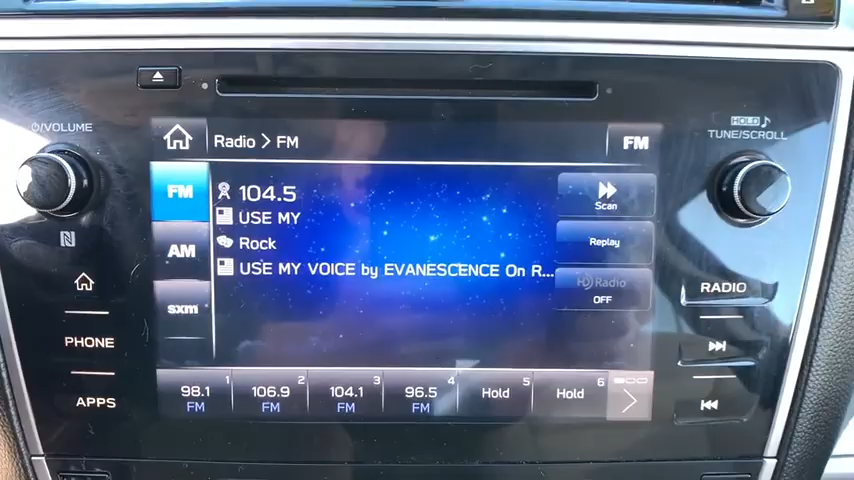 ⏻/VOLUME
HOLD ♪
TUNE/SCROLL
Radio > FM
FM
FM
104.5
USE MY
Rock
USE MY VOICE by EVANESCENCE On R...
AM
sxm
Scan
Replay
HD Radio
OFF
PHONE
APPS
RADIO
98.1 1
FM
106.9 2
FM
104.1 3
FM
96.5 4
FM
Hold 5
Hold 6